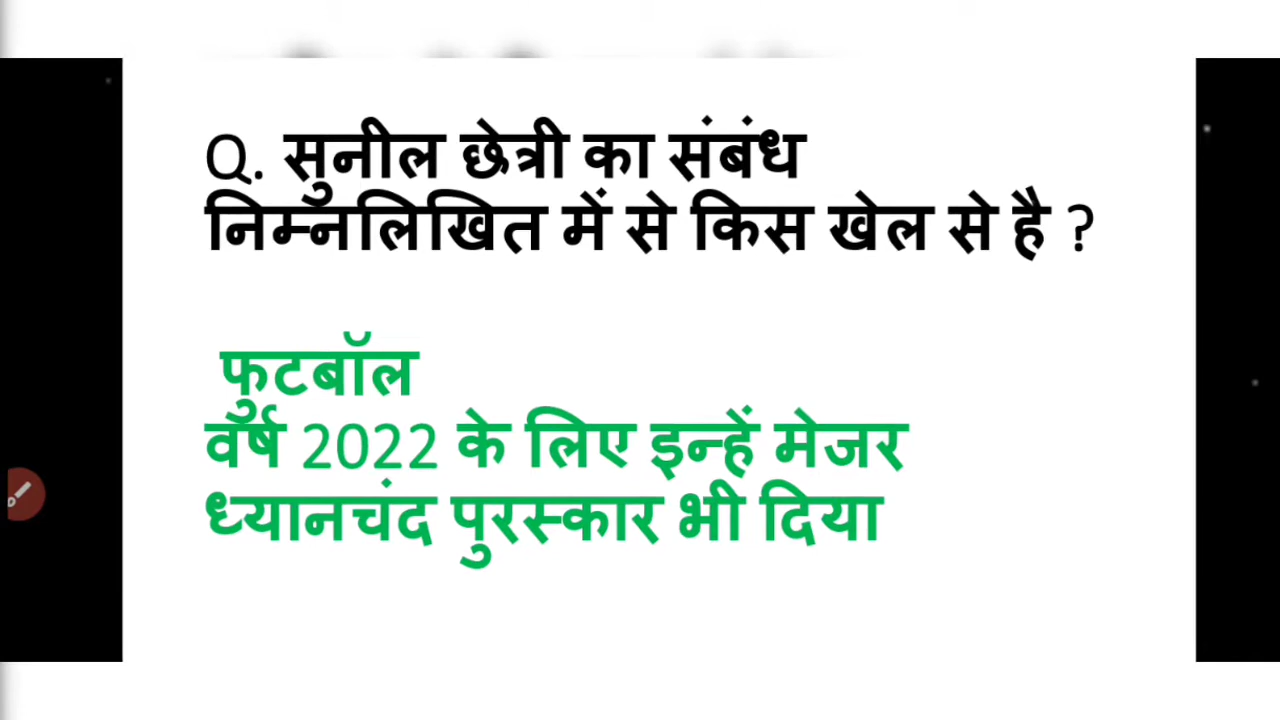 Q. सुनील छेत्री का संबंध
निम्नलिखित में से किस खेल से है ?
फुटबॉल
वर्ष 2022 के लिए इन्हें मेजर
ध्यानचंद पुरस्कार भी दिया